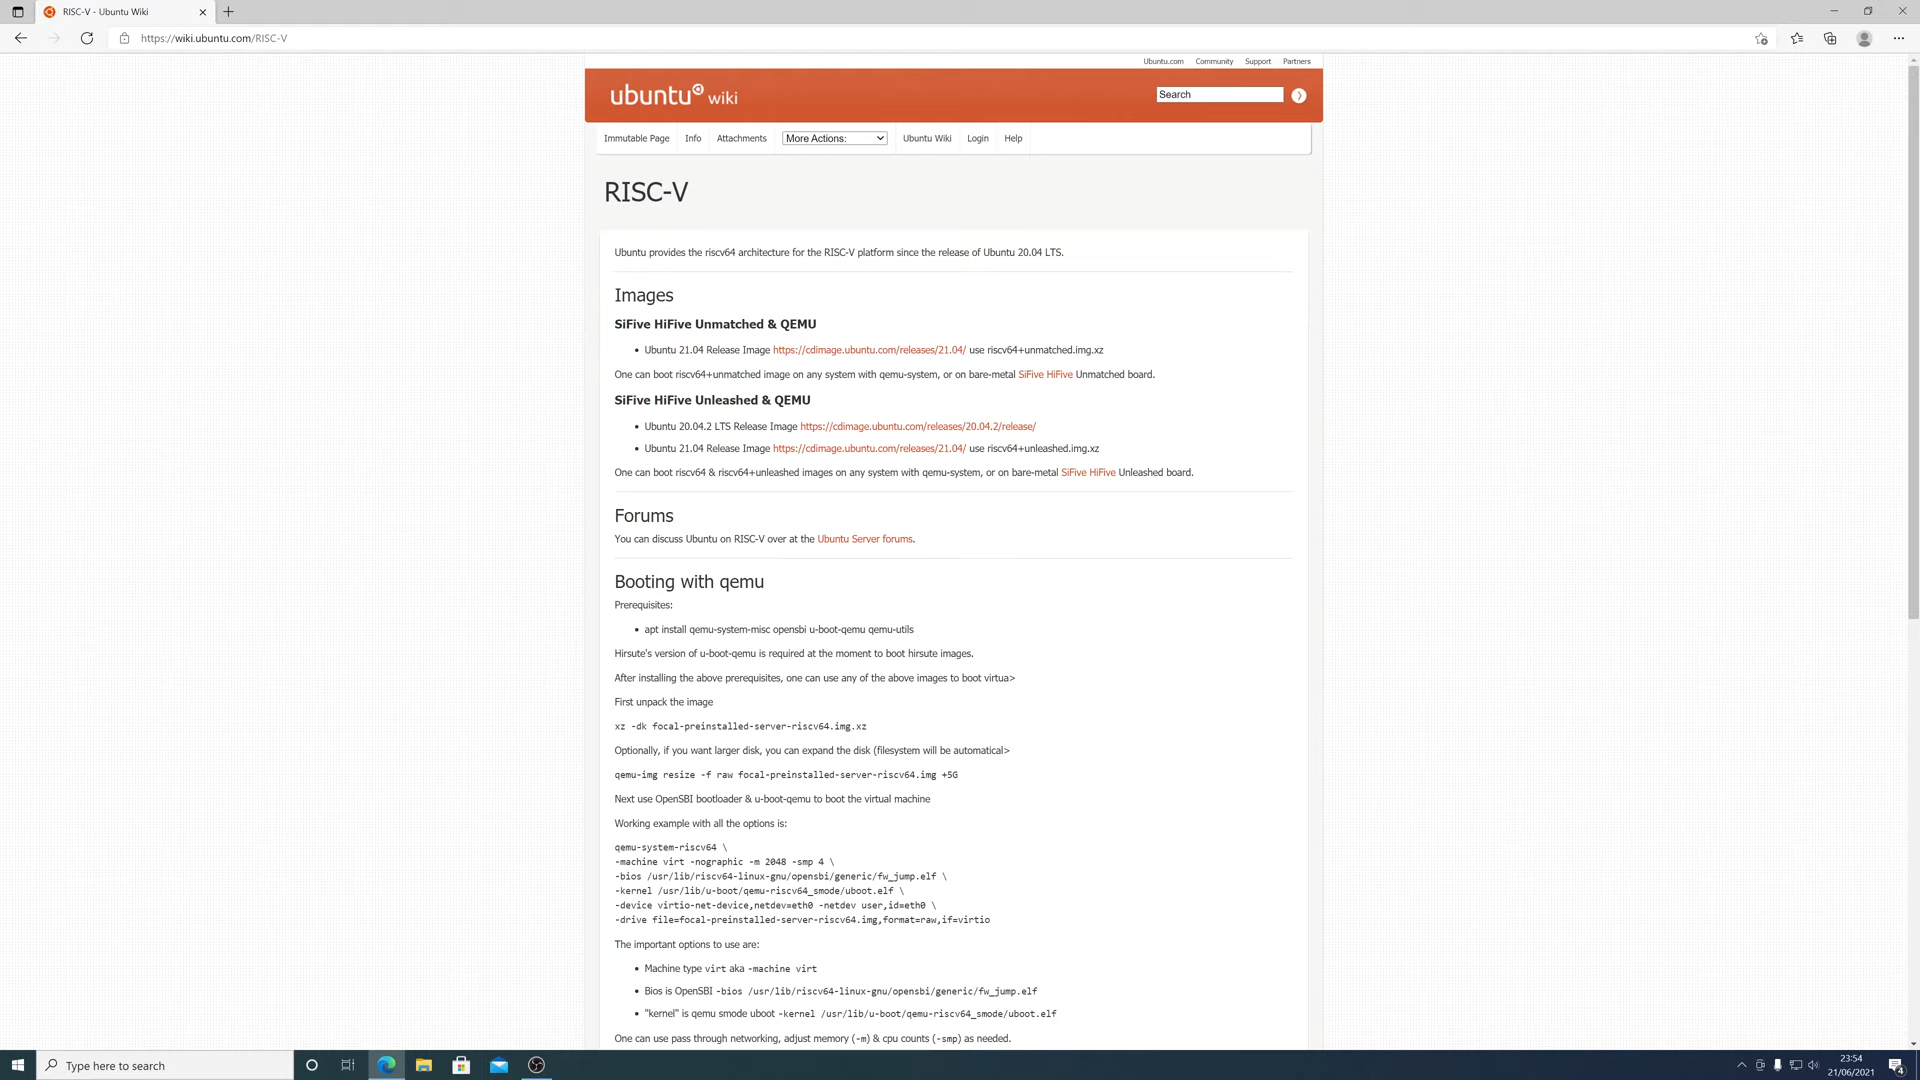 RISC-V - Ubuntu Wiki
https://wiki.ubuntu.com/RISC-V
Ubuntu.com Community Support Partners
ubuntu wiki
Search
Immutable Page Info Attachments More Actions: Ubuntu Wiki Login Help
RISC-V
Ubuntu provides the riscv64 architecture for the RISC-V platform since the release of Ubuntu 20.04 LTS.
Images
SiFive HiFive Unmatched & QEMU
• Ubuntu 21.04 Release Image https://cdimage.ubuntu.com/releases/21.04/ use riscv64+unmatched.img.xz
One can boot riscv64+unmatched image on any system with qemu-system, or on bare-metal SiFive HiFive Unmatched board.
SiFive HiFive Unleashed & QEMU
• Ubuntu 20.04.2 LTS Release Image https://cdimage.ubuntu.com/releases/20.04.2/release/
• Ubuntu 21.04 Release Image https://cdimage.ubuntu.com/releases/21.04/ use riscv64+unleashed.img.xz
One can boot riscv64 & riscv64+unleashed images on any system with qemu-system, or on bare-metal SiFive HiFive Unleashed board.
Forums
You can discuss Ubuntu on RISC-V over at the Ubuntu Server forums.
Booting with qemu
Prerequisites:
• apt install qemu-system-misc opensbi u-boot-qemu qemu-utils
Hirsute's version of u-boot-qemu is required at the moment to boot hirsute images.
After installing the above prerequisites, one can use any of the above images to boot virtua>
First unpack the image
xz -dk focal-preinstalled-server-riscv64.img.xz
Optionally, if you want larger disk, you can expand the disk (filesystem will be automatical>
qemu-img resize -f raw focal-preinstalled-server-riscv64.img +5G
Next use OpenSBI bootloader & u-boot-qemu to boot the virtual machine
Working example with all the options is:
qemu-system-riscv64 \
-machine virt -nographic -m 2048 -smp 4 \
-bios /usr/lib/riscv64-linux-gnu/opensbi/generic/fw_jump.elf \
-kernel /usr/lib/u-boot/qemu-riscv64_smode/uboot.elf \
-device virtio-net-device,netdev=eth0 -netdev user,id=eth0 \
-drive file=focal-preinstalled-server-riscv64.img,format=raw,if=virtio
The important options to use are:
• Machine type virt aka -machine virt
• Bios is OpenSBI -bios /usr/lib/riscv64-linux-gnu/opensbi/generic/fw_jump.elf
• "kernel" is qemu smode uboot -kernel /usr/lib/u-boot/qemu-riscv64_smode/uboot.elf
One can use pass through networking, adjust memory (-m) & cpu counts (-smp) as needed.
Type here to search
23:54
21/06/2021
4